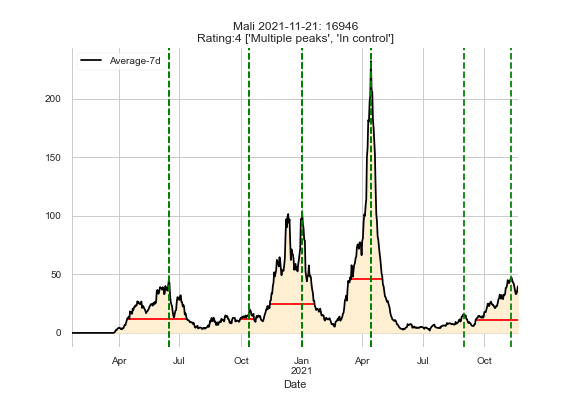 Mali 2021-11-21: 16946
Rating:4 ['Multiple peaks', 'In control']
Average-7d
200
150
100
50
0
Apr Jul Oct Jan Apr Jul Oct
2021
Date